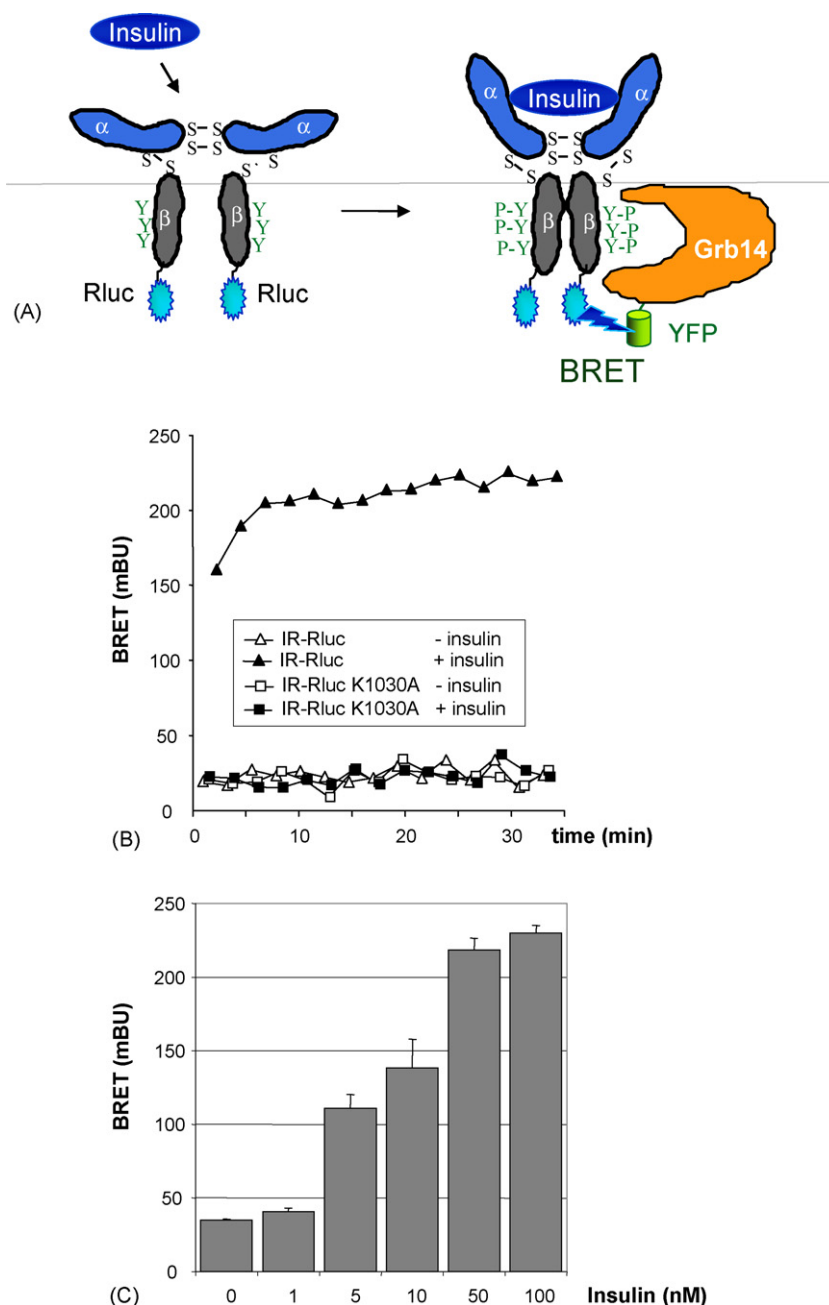 Insulin
α
α
S-S
S-S
S
S
S
S
Y
Y
Y
β
β
Y
Y
Y
Rluc
Rluc
(A)
α
Insulin
α
S-S
S-S
S
S
S
S
P-Y
P-Y
P-Y
β
β
Y-P
Y-P
Y-P
Grb14
YFP
BRET
250
200
150
100
50
0
BRET (mBU)
IR-Rluc - insulin
IR-Rluc + insulin
IR-Rluc K1030A - insulin
IR-Rluc K1030A + insulin
0 10 20 30 time (min)
(B)
250
200
150
100
50
0
BRET (mBU)
0 1 5 10 50 100 Insulin (nM)
(C)